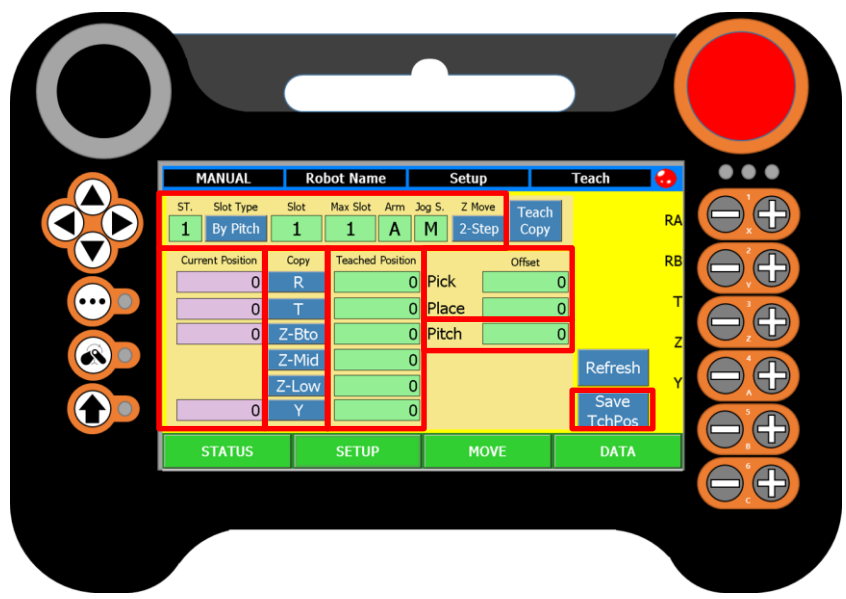 MANUAL Robot Name Setup Teach
ST. Slot Type Slot Max Slot Arm Jog S. Z Move
1 By Pitch 1 1 A M 2-Step Teach Copy
RA
Current Position Copy Teached Position Offset
RB
0 R 0 Pick 0
0 T 0 Place 0
T
0 Z-Bto 0 Pitch 0
Z
Z-Mid 0
Refresh
Z-Low 0
Y
0 Y 0
Save
TchPos
STATUS SETUP MOVE DATA
1
X
2
Y
3
Z
4
A
5
B
6
C